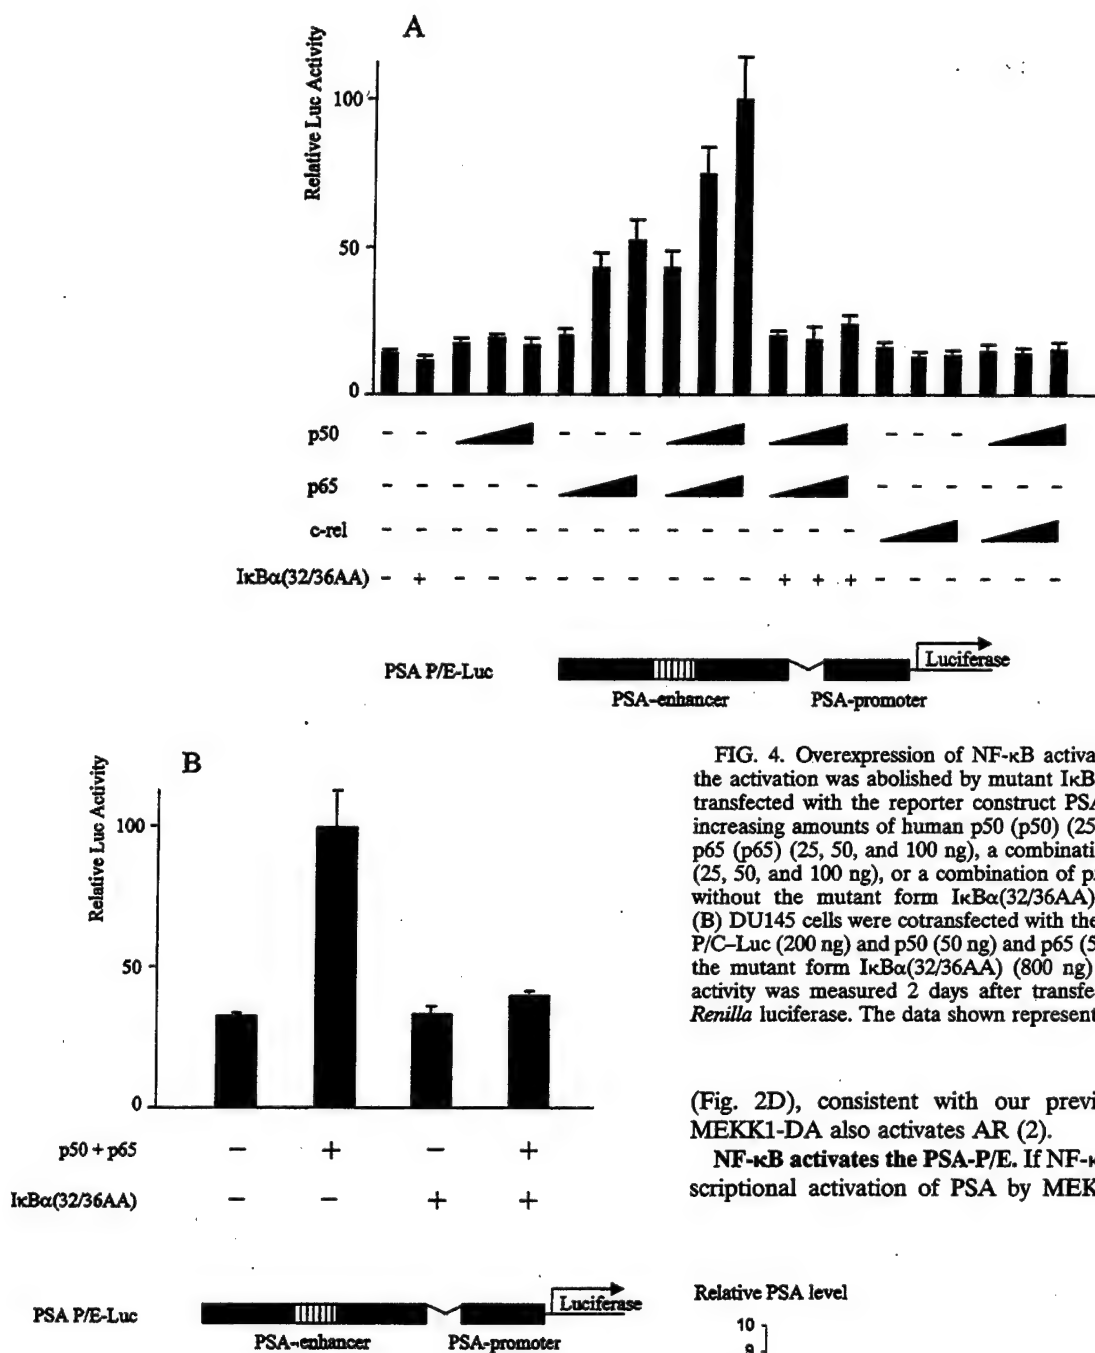 A
Relative Luc Activity
100
50
0
p50 - - - - - - - -
p65 - - - - - - - - - - -
c-rel - - - - - - - - - - - - - -
IκBα(32/36AA) - + - - - - - - - - - + + + - - - - - -
PSA P/E-Luc
Luciferase
PSA-enhancer PSA-promoter
B
Relative Luc Activity
100
50
0
p50 + p65 - + - +
IκBα(32/36AA) - - + +
PSA P/E-Luc
Luciferase
PSA-enhancer PSA-promoter
FIG. 4. Overexpression of NF-κB activa
the activation was abolished by mutant IκB
transfected with the reporter construct PSA
increasing amounts of human p50 (p50) (25
p65 (p65) (25, 50, and 100 ng), a combinati
(25, 50, and 100 ng), or a combination of p
without the mutant form IκBα(32/36AA)
(B) DU145 cells were cotransfected with the
P/C–Luc (200 ng) and p50 (50 ng) and p65 (5
the mutant form IκBα(32/36AA) (800 ng)
activity was measured 2 days after transfe
Renilla luciferase. The data shown represent
(Fig. 2D), consistent with our previ
MEKK1-DA also activates AR (2).
NF-κB activates the PSA-P/E. If NF-κ
scriptional activation of PSA by MEK
Relative PSA level
10
9